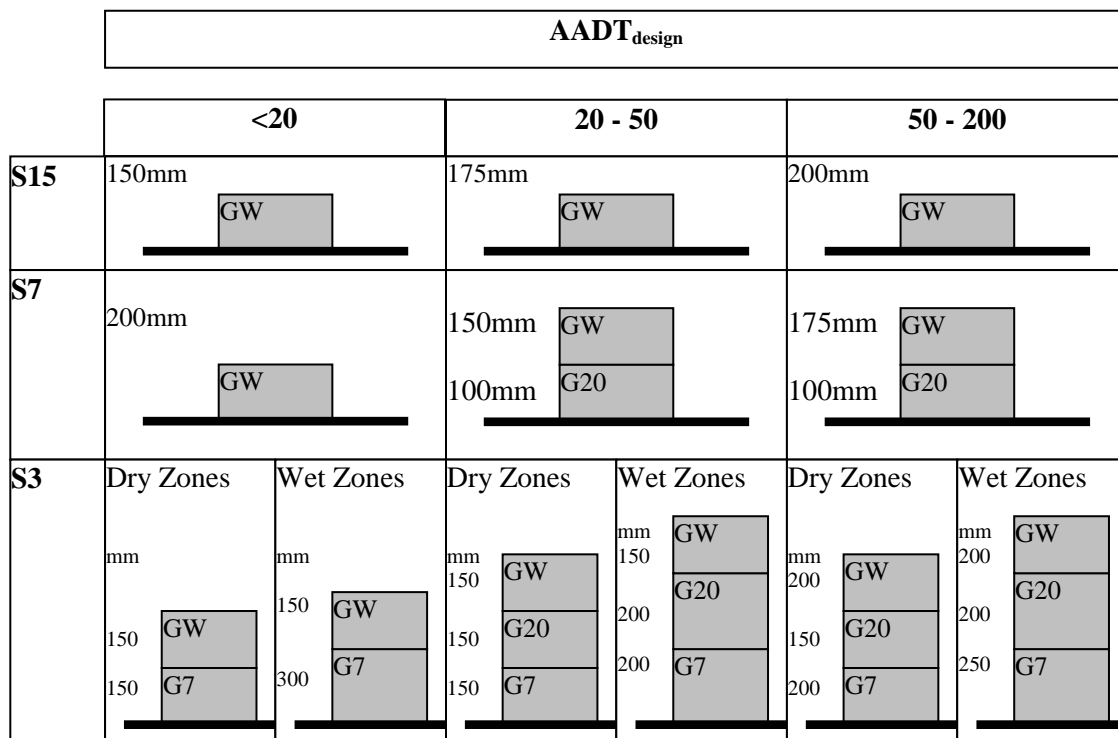 AADTdesign
<20 20 - 50 50 - 200
S15
150mm
GW
175mm
GW
200mm
GW
S7
200mm
GW
150mm
GW
100mm
G20
175mm
GW
100mm
G20
S3
Dry Zones
mm
150
GW
150
G7
Wet Zones
mm
150
GW
300
G7
Dry Zones
mm
150
GW
150
G20
150
G7
Wet Zones
mm
150
GW
200
G20
200
G7
Dry Zones
mm
200
GW
150
G20
200
G7
Wet Zones
mm
200
GW
200
G20
250
G7